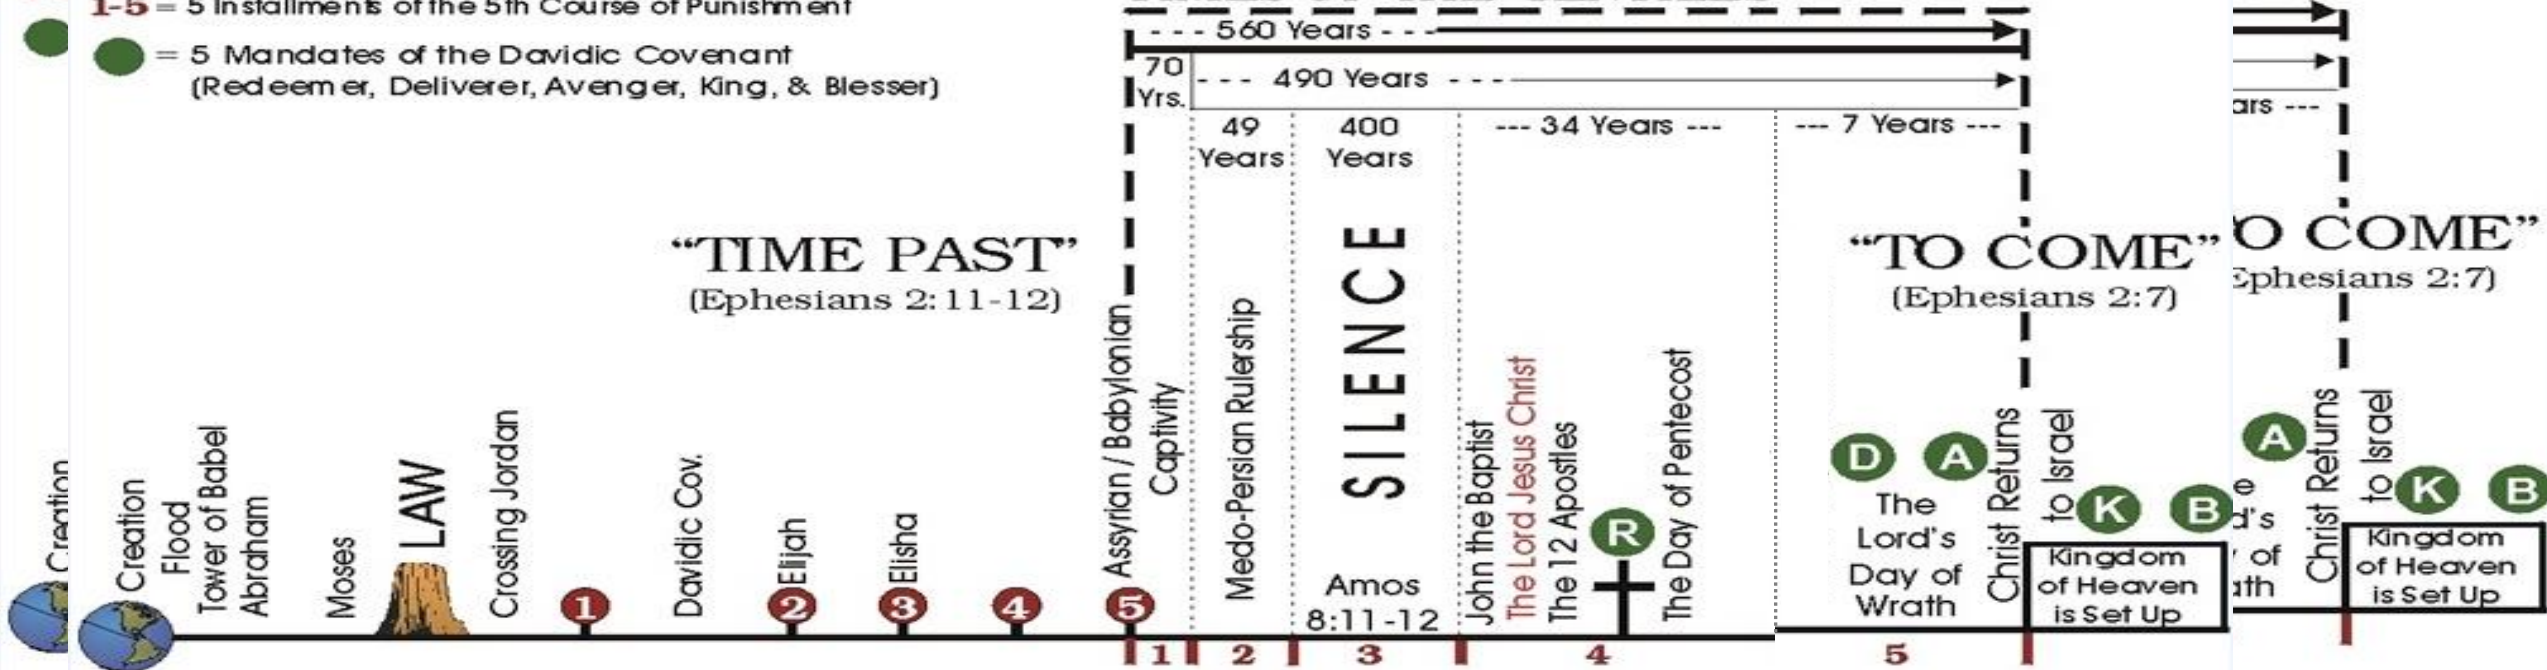 1-5 = 5 Installments of the 5th Course of Punishment
= 5 Mandates of the Davidic Covenant
(Redeemer, Deliverer, Avenger, King, & Blesser)
- - - 560 Years - - -
70
Yrs.
- - - 490 Years - - -
49
Years
400
Years
--- 34 Years ---
--- 7 Years ---
ars ---
“TIME PAST”
(Ephesians 2:11-12)
“TO COME”
(Ephesians 2:7)
O COME”
Ephesians 2:7)
Creation
Creation
Flood
Tower of Babel
Abraham
Moses
LAW
Crossing Jordan
1
Davidic Cov.
2
Elijah
3
Elisha
4
5
Assyrian / Babylonian
Captivity
Medo-Persian Rulership
SILENCE
Amos
8:11-12
John the Baptist
The Lord Jesus Christ
The 12 Apostles
R
The Day of Pentecost
D A
The
Lord's
Day of
Wrath
Christ Returns
to Israel
K B
Kingdom
of Heaven
is Set Up
A
e
d's
of
ath
Christ Returns
to Israel
K B
Kingdom
of Heaven
is Set Up
1 2 3 4 5